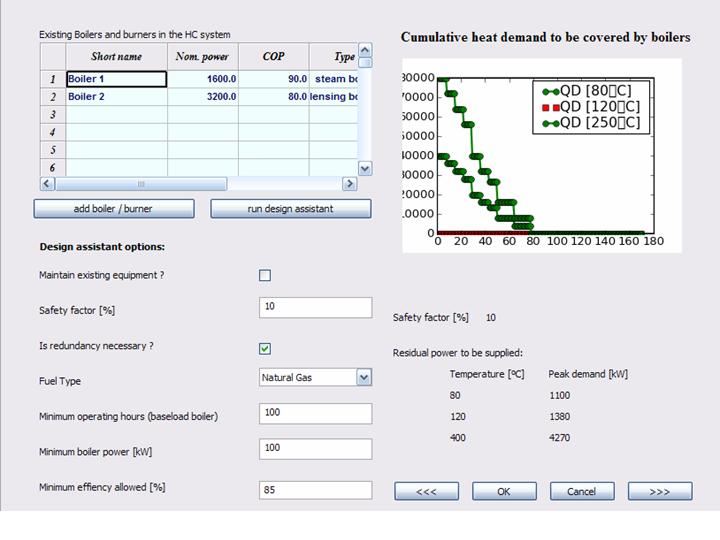 Existing Boilers and burners in the HC system
Short name Nom. power COP Type
1 Boiler 1 1600.0 90.0 steam bo
2 Boiler 2 3200.0 80.0 lensing bo
3
4
5
6
add boiler / burner run design assistant
Design assistant options:
Maintain existing equipment ?
Safety factor [%] 10
Is redundancy necessary ?
Fuel Type Natural Gas
Minimum operating hours (baseload boiler) 100
Minimum boiler power [kW] 100
Minimum effiency allowed [%] 85
Cumulative heat demand to be covered by boilers
QD [80▯C]
QD [120▯C]
QD [250▯C]
80000
70000
60000
50000
40000
30000
20000
10000
0
0 20 40 60 80 100 120 140 160 180
Safety factor [%] 10
Residual power to be supplied:
Temperature [ºC] Peak demand [kW]
80 1100
120 1380
400 4270
<<< OK Cancel >>>